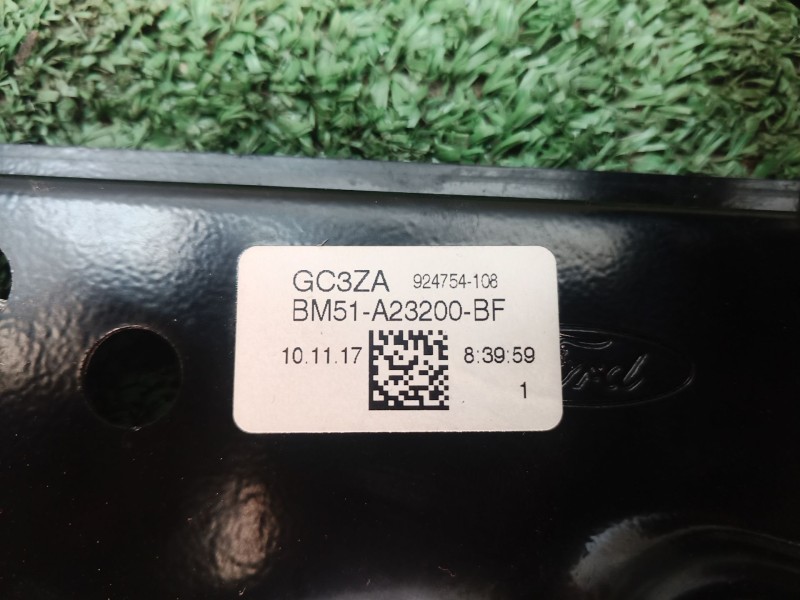 GC3ZA 924754-108
BM51-A23200-BF
10.11.17 8:39:59
1
Ford